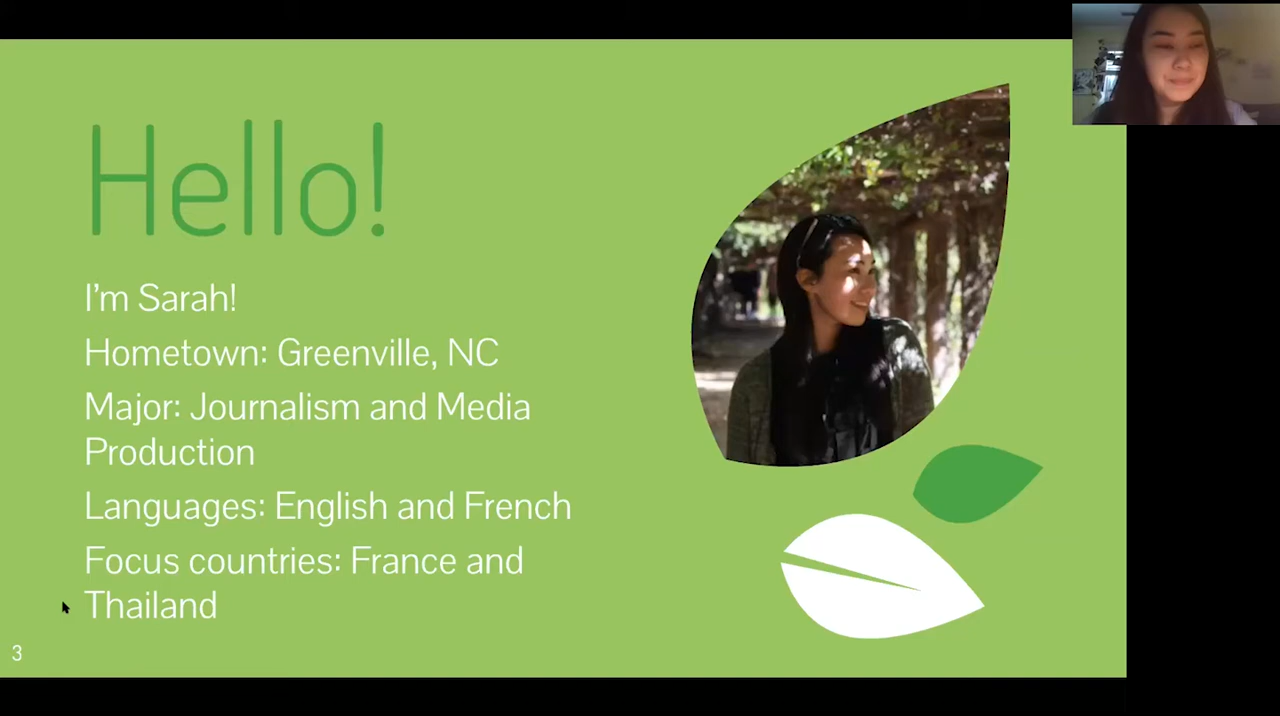 Hello!
I’m Sarah!
Hometown: Greenville, NC
Major: Journalism and Media
Production
Languages: English and French
Focus countries: France and
Thailand
3